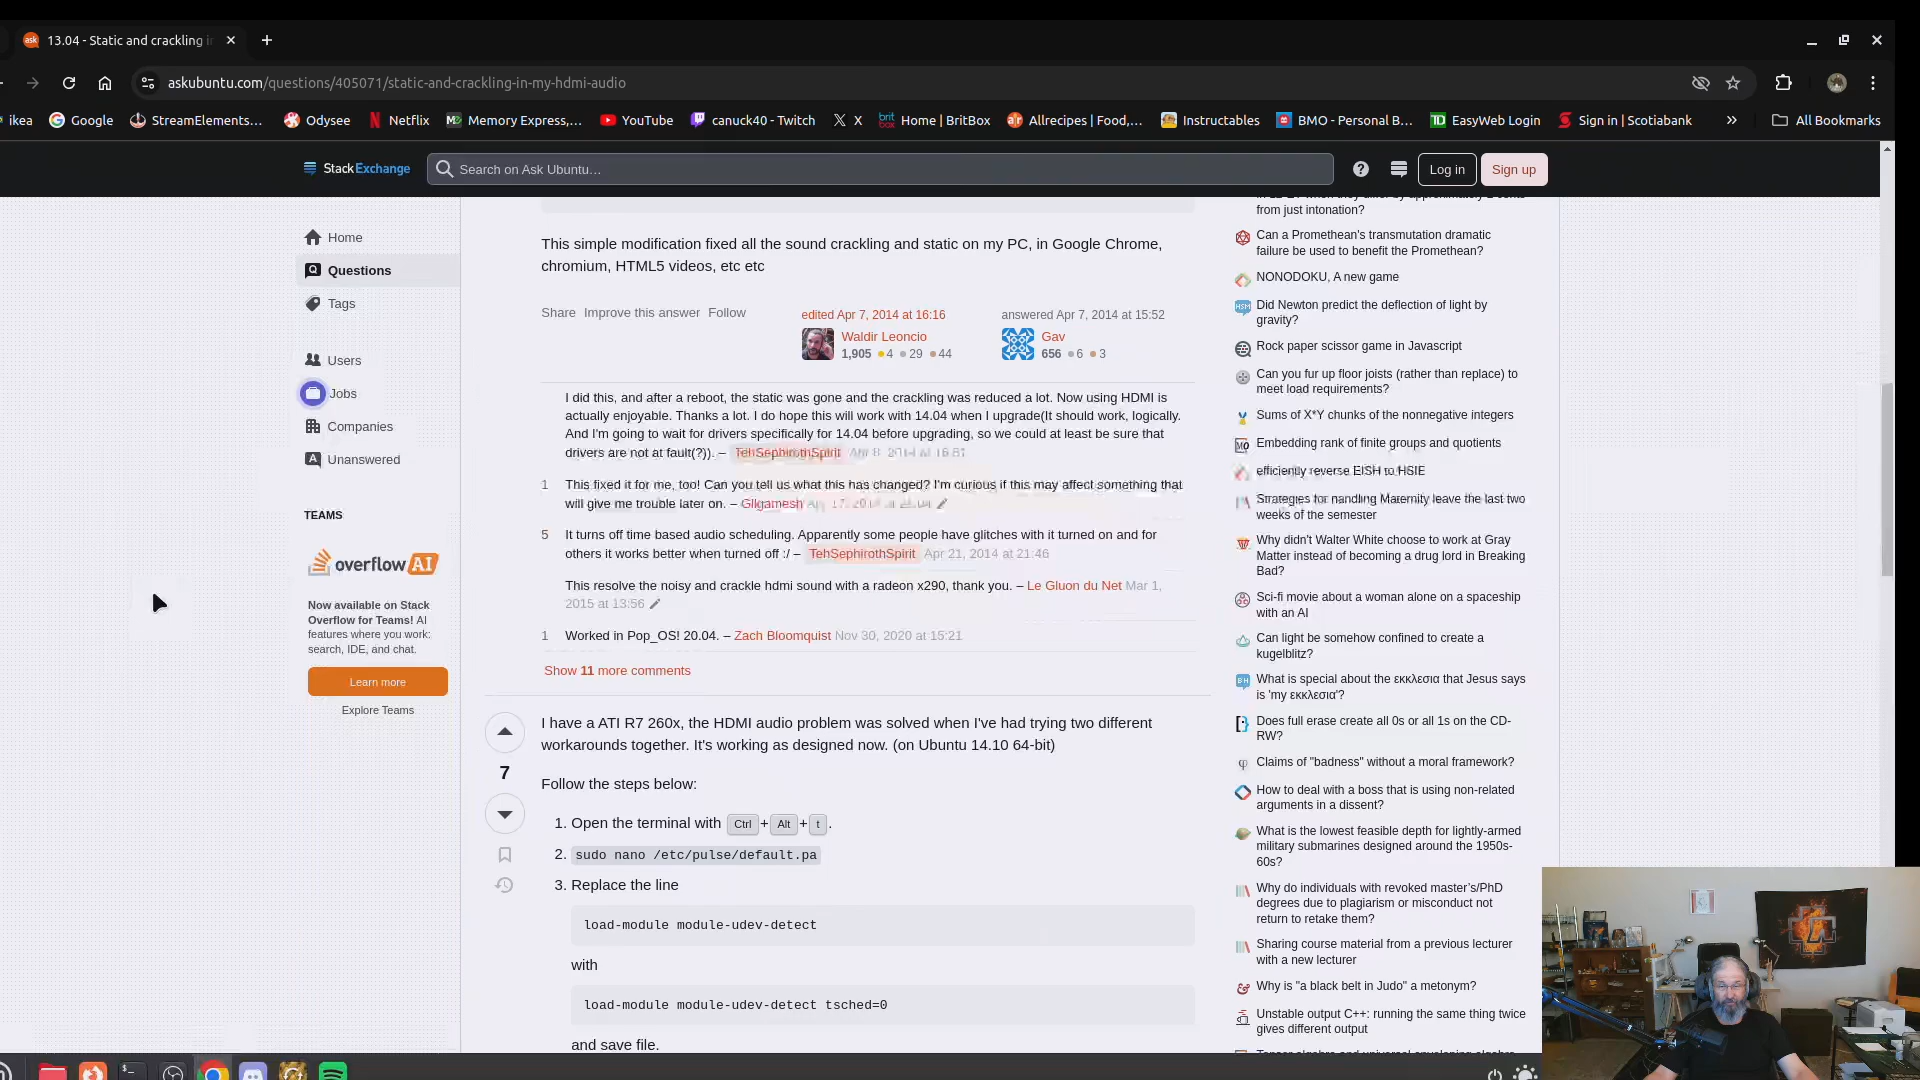 13.04 - Static and crackling i
askubuntu.com/questions/405071/static-and-crackling-in-my-hdmi-audio
ikea
Google
StreamElements...
Odysee
Netflix
Memory Express,...
YouTube
canuck40 - Twitch
X
Home | BritBox
Allrecipes | Food,...
Instructables
BMO - Personal B...
EasyWeb Login
Sign in | Scotiabank
»
All Bookmarks
StackExchange
Search on Ask Ubuntu…
Log in
Sign up
Home
Questions
Tags
Users
Jobs
Companies
Unanswered
TEAMS
overflowAI
Now available on Stack
Overflow for Teams! AI
features where you work:
search, IDE, and chat.
Learn more
Explore Teams
This simple modification fixed all the sound crackling and static on my PC, in Google Chrome,
chromium, HTML5 videos, etc etc
Share Improve this answer Follow
edited Apr 7, 2014 at 16:16
Waldir Leoncio
1,905 4 29 44
answered Apr 7, 2014 at 15:52
Gav
656 6 3
I did this, and after a reboot, the static was gone and the crackling was reduced a lot. Now using HDMI is
actually enjoyable. Thanks a lot. I do hope this will work with 14.04 when I upgrade(It should work, logically.
And I'm going to wait for drivers specifically for 14.04 before upgrading, so we could at least be sure that
drivers are not at fault(?)). – TehSephirothSpirit Apr 8, 2014 at
1 This fixed it for me, too! Can you tell us what this has changed? I'm curious if this may affect something that
will give me trouble later on. – Gilgamesh
5 It turns off time based audio scheduling. Apparently some people have glitches with it turned on and for
others it works better when turned off :/ – TehSephirothSpirit Apr 21, 2014 at 21:46
This resolve the noisy and crackle hdmi sound with a radeon x290, thank you. – Le Gluon du Net Mar 1,
2015 at 13:56
1 Worked in Pop_OS! 20.04. – Zach Bloomquist Nov 30, 2020 at 15:21
Show 11 more comments
7
I have a ATI R7 260x, the HDMI audio problem was solved when I've had trying two different
workarounds together. It's working as designed now. (on Ubuntu 14.10 64-bit)
Follow the steps below:
1. Open the terminal with Ctrl + Alt + t .
2. sudo nano /etc/pulse/default.pa
3. Replace the line
load-module module-udev-detect
with
load-module module-udev-detect tsched=0
and save file.
from just intonation?
Can a Promethean's transmutation dramatic
failure be used to benefit the Promethean?
NONODOKU, A new game
Did Newton predict the deflection of light by
gravity?
Rock paper scissor game in Javascript
Can you fur up floor joists (rather than replace) to
meet load requirements?
Sums of X*Y chunks of the nonnegative integers
Embedding rank of finite groups and quotients
efficiently reverse EISH to HSIE
Strategies for handling Maternity leave the last two
weeks of the semester
Why didn't Walter White choose to work at Gray
Matter instead of becoming a drug lord in Breaking
Bad?
Sci-fi movie about a woman alone on a spaceship
with an AI
Can light be somehow confined to create a
kugelblitz?
What is special about the εκκλεσια that Jesus says
is 'my εκκλεσια'?
Does full erase create all 0s or all 1s on the CD-
RW?
Claims of "badness" without a moral framework?
How to deal with a boss that is using non-related
arguments in a dissent?
What is the lowest feasible depth for lightly-armed
military submarines designed around the 1950s-
60s?
Why do individuals with revoked master's/PhD
degrees due to plagiarism or misconduct not
return to retake them?
Sharing course material from a previous lecturer
with a new lecturer
Why is "a black belt in Judo" a metonym?
Unstable output C++: running the same thing twice
gives different output